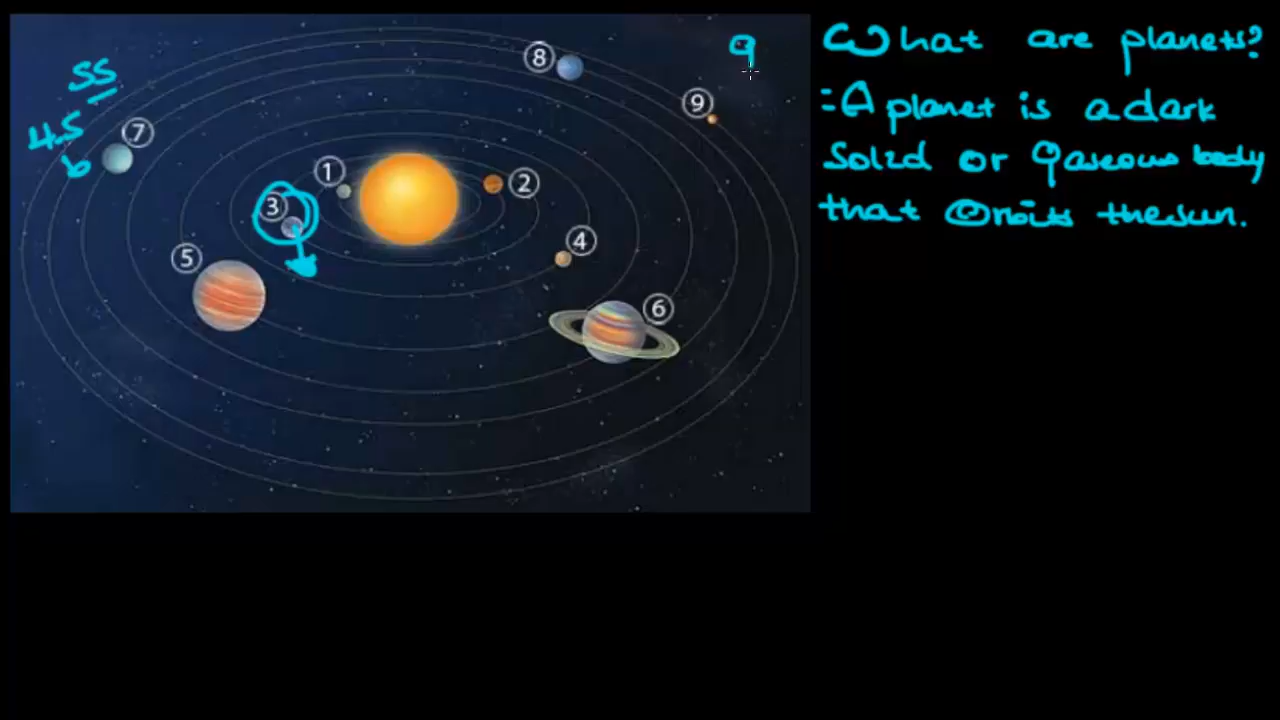 SS
4.5
b
1
2
3
4
5
6
7
8
9
9
What are planets?
:A planet is a dark
Solid or gaseous body
that Orbits the sun.